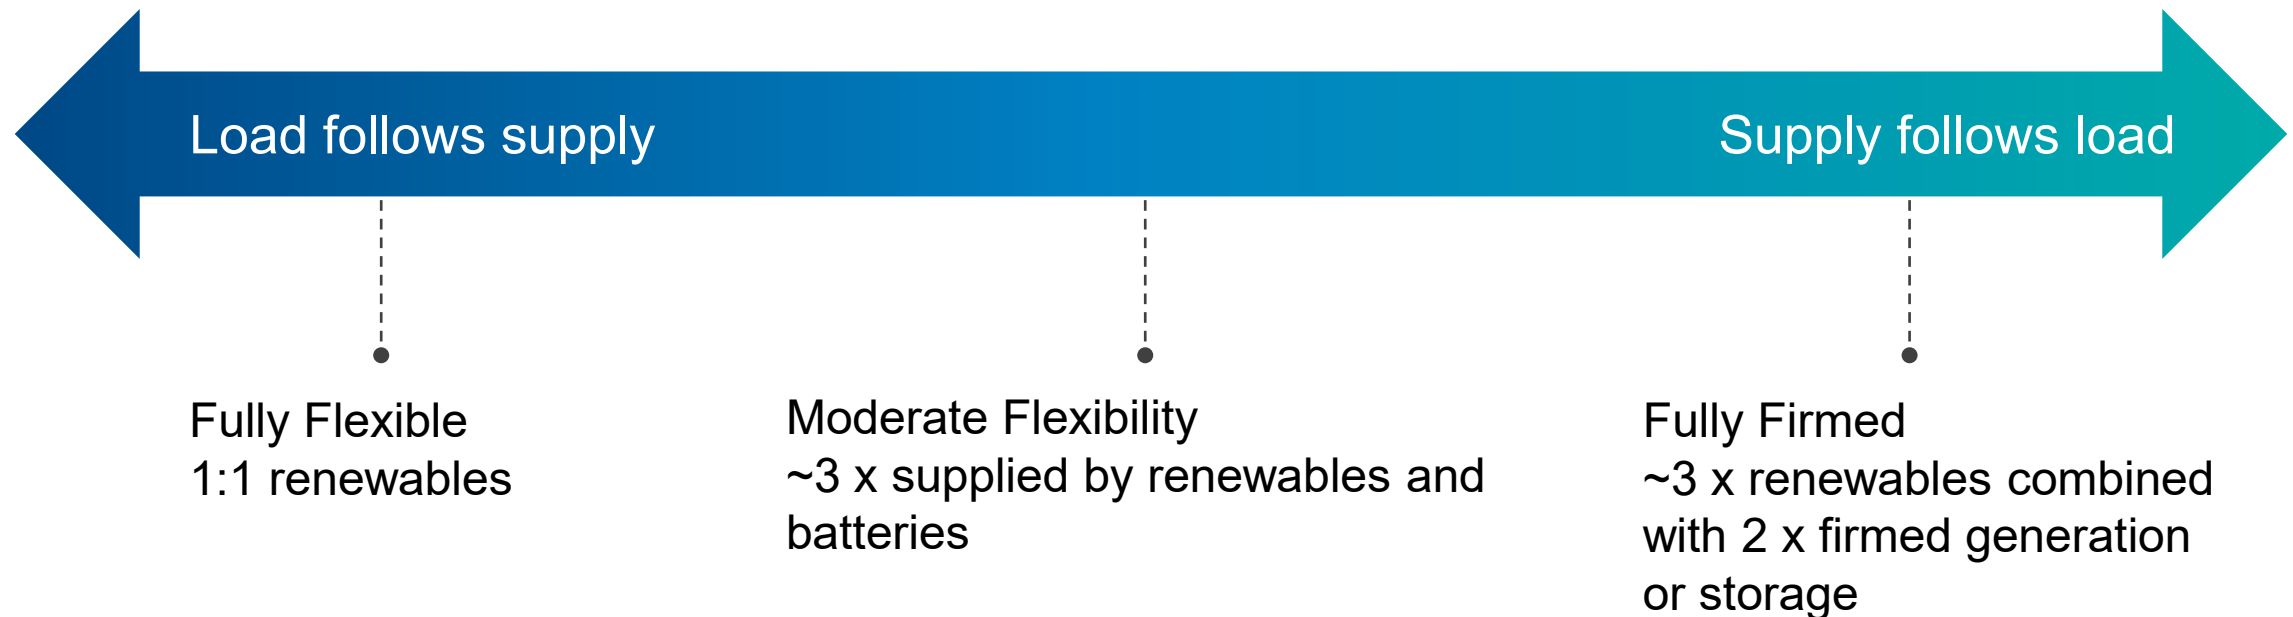 Load follows supply
Supply follows load
Fully Flexible
1:1 renewables
Moderate Flexibility
~3 x supplied by renewables and
batteries
Fully Firmed
~3 x renewables combined
with 2 x firmed generation
or storage